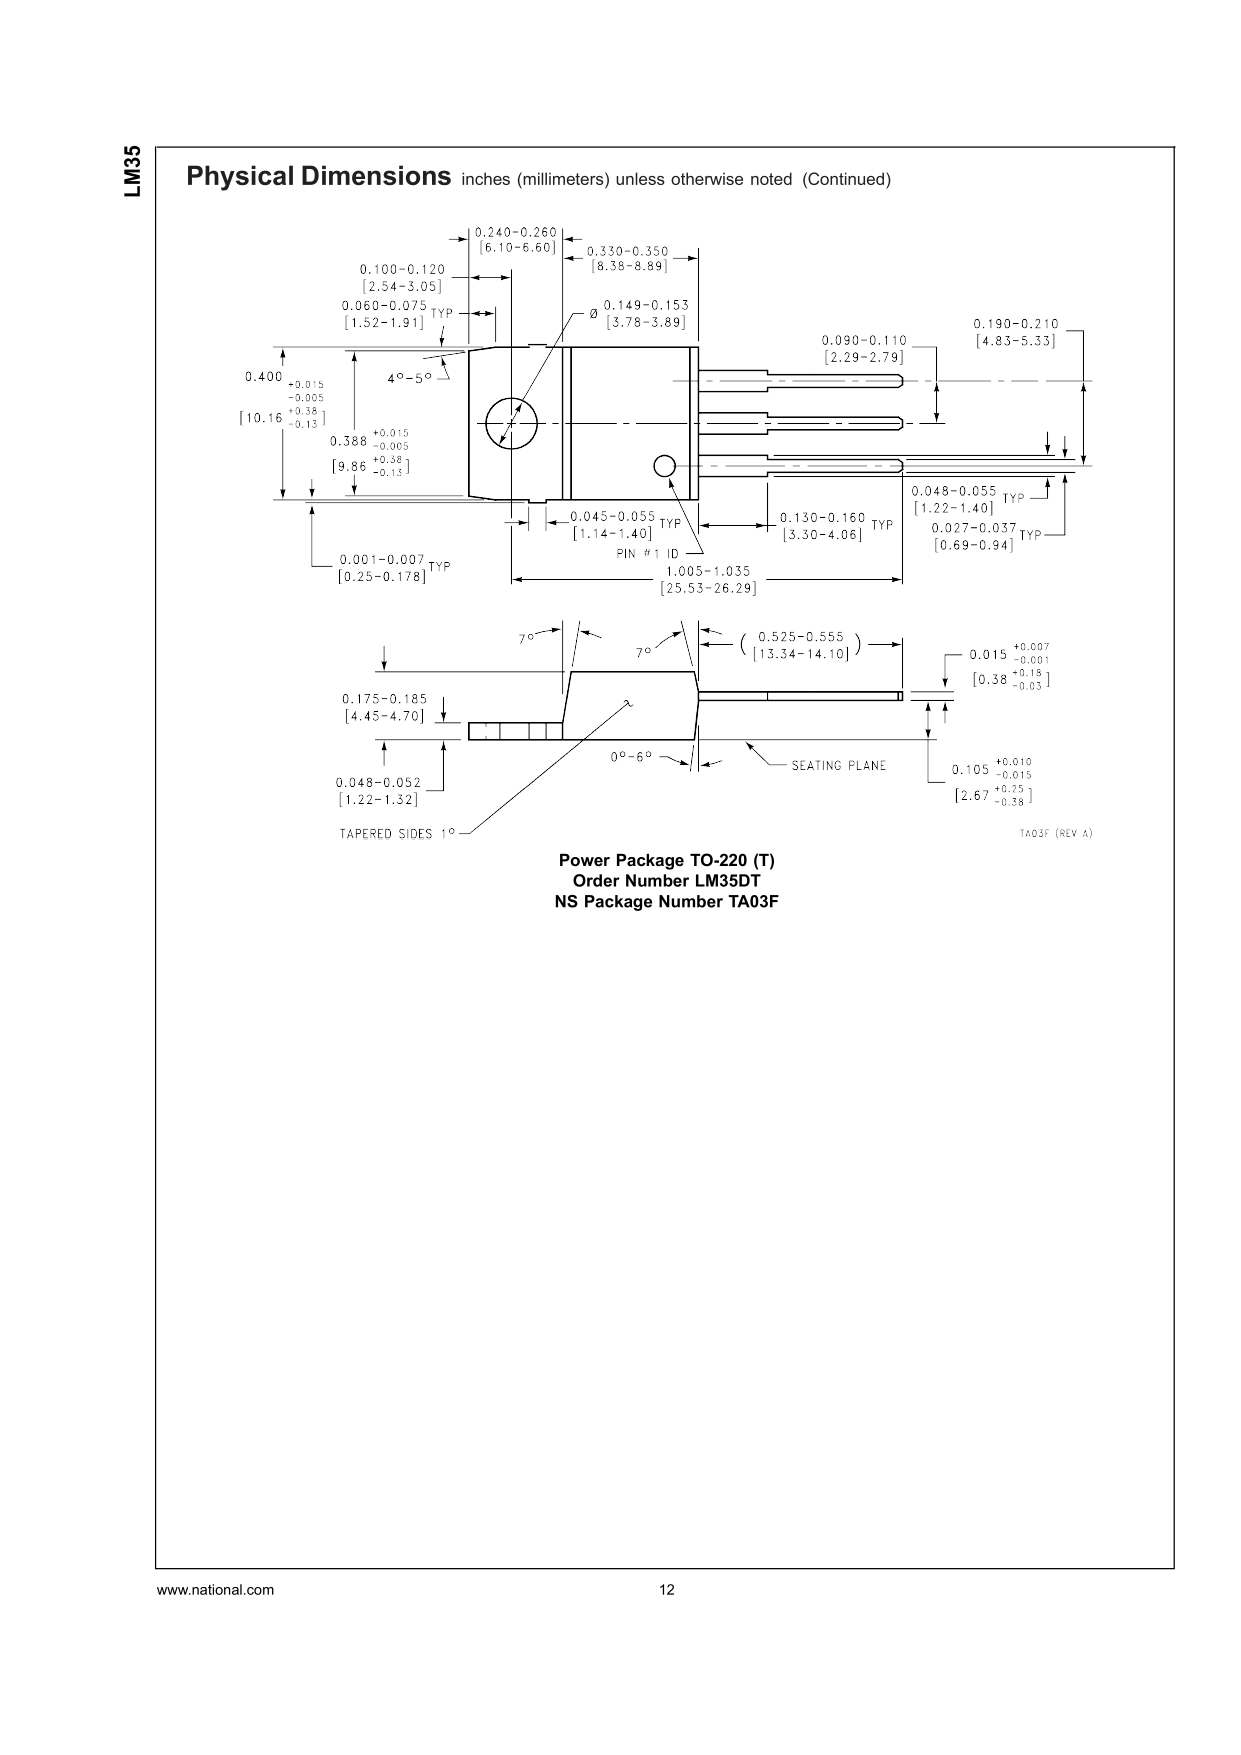 LM35
Physical Dimensions inches (millimeters) unless otherwise noted (Continued)
0.240-0.260
[6.10-6.60]
0.330-0.350
[8.38-8.89]
0.100-0.120
[2.54-3.05]
0.060-0.075 TYP
[1.52-1.91]
Ø 0.149-0.153
[3.78-3.89]
0.190-0.210
[4.83-5.33]
0.090-0.110
[2.29-2.79]
4°-5°
0.400 +0.015
-0.005
[10.16 +0.38
-0.13]
0.388 +0.015
-0.005
[9.86 +0.38
-0.13]
0.048-0.055 TYP
[1.22-1.40]
0.045-0.055 TYP
[1.14-1.40]
0.130-0.160 TYP
[3.30-4.06]
0.027-0.037 TYP
[0.69-0.94]
PIN #1 ID
0.001-0.007 TYP
[0.25-0.178]
1.005-1.035
[25.53-26.29]
7°
7°
(0.525-0.555
[13.34-14.10])
0.015 +0.007
-0.001
[0.38 +0.18
-0.03]
0.175-0.185
[4.45-4.70]
0°-6°
SEATING PLANE
0.105 +0.010
-0.015
[2.67 +0.25
-0.38]
0.048-0.052
[1.22-1.32]
TAPERED SIDES 1°
TA03F (REV A)
Power Package TO-220 (T)
Order Number LM35DT
NS Package Number TA03F
www.national.com
12